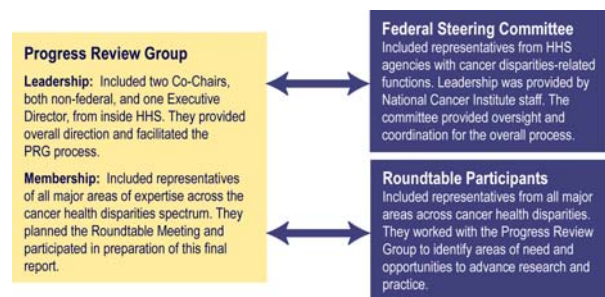 Progress Review Group
Leadership: Included two Co-Chairs,
both non-federal, and one Executive
Director, from inside HHS. They provided
overall direction and facilitated the
PRG process.
Membership: Included representatives
of all major areas of expertise across the
cancer health disparities spectrum. They
planned the Roundtable Meeting and
participated in preparation of this final
report.
Federal Steering Committee
Included representatives from HHS
agencies with cancer disparities-related
functions. Leadership was provided by
National Cancer Institute staff. The
committee provided oversight and
coordination for the overall process.
Roundtable Participants
Included representatives from all major
areas across cancer health disparities.
They worked with the Progress Review
Group to identify areas of need and
opportunities to advance research and
practice.